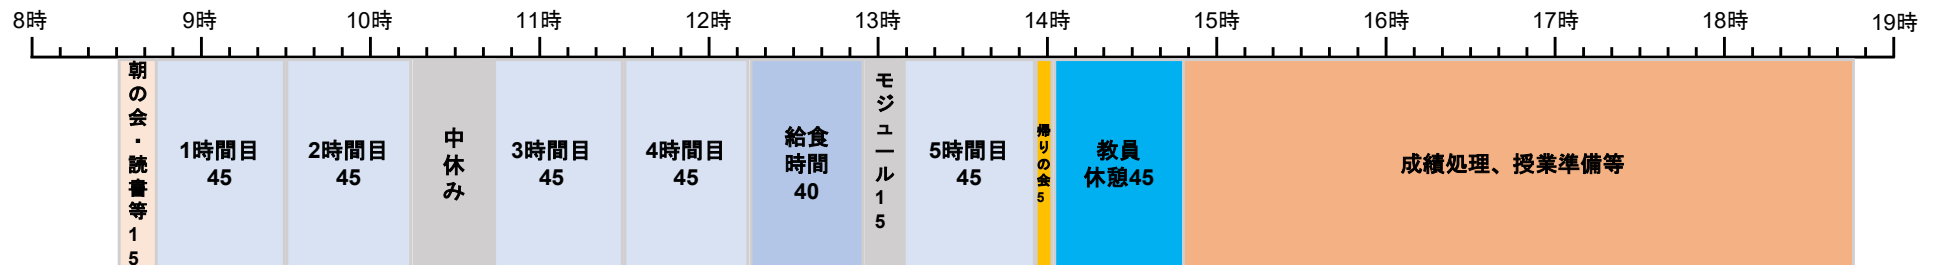 8時 9時 10時 11時 12時 13時 14時 15時 16時 17時 18時 19時
朝の会・読書等15
1時間目
45
2時間目
45
中休み
3時間目
45
4時間目
45
給食
時間
40
モジュール15
5時間目
45
帰りの会5
教員
休憩45
成績処理、授業準備等